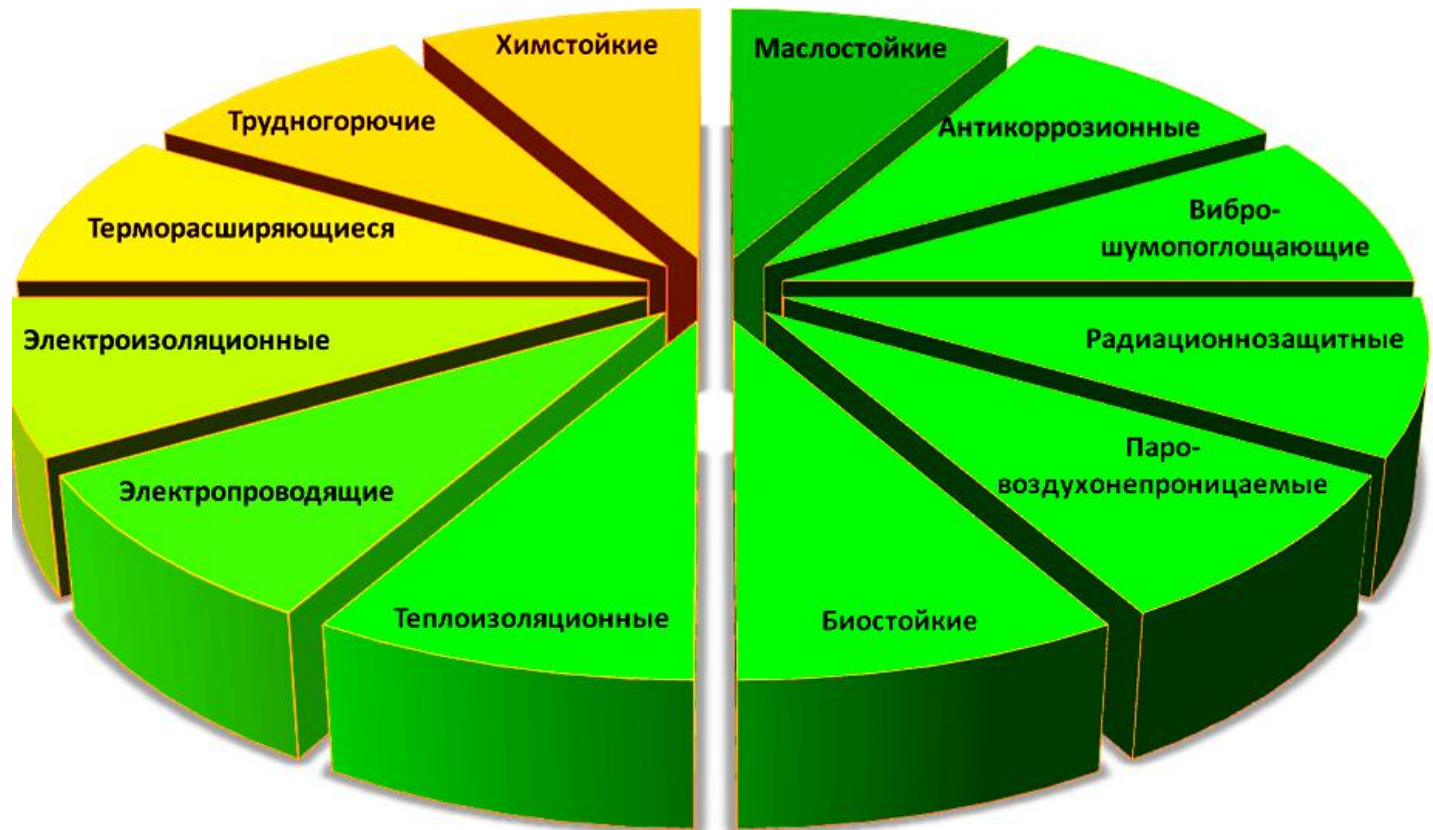 Химстойкие
Маслостойкие
Трудногорючие
Антикоррозионные
Терморасширяющиеся
Вибро-
шумопоглощающие
Электроизоляционные
Радиационнозащитные
Электропроводящие
Паро-
воздухонепроницаемые
Теплоизоляционные
Биостойкие